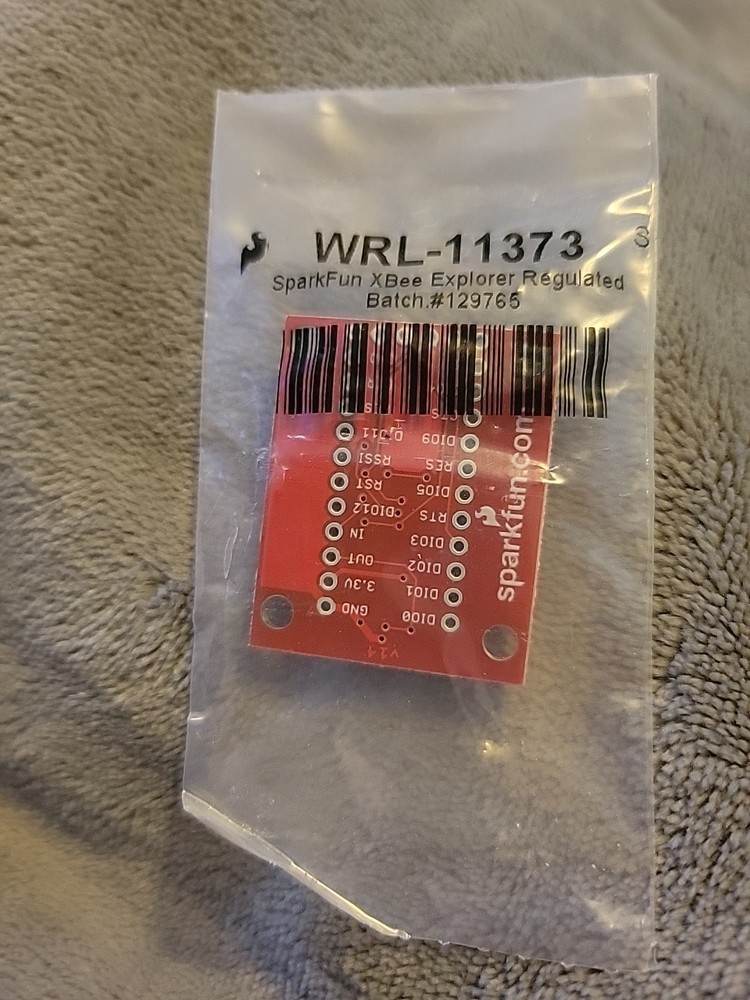 WRL-11373
8
SparkFun XBee Explorer Regulated
Batch.#129765
DIO11
DIO9
RSSI
RES
RST
DIO5
DIO12
RTS
IN
DIO3
OUT
DIO2
3.3V
DIO1
GND
DIO0
sparkfun.com